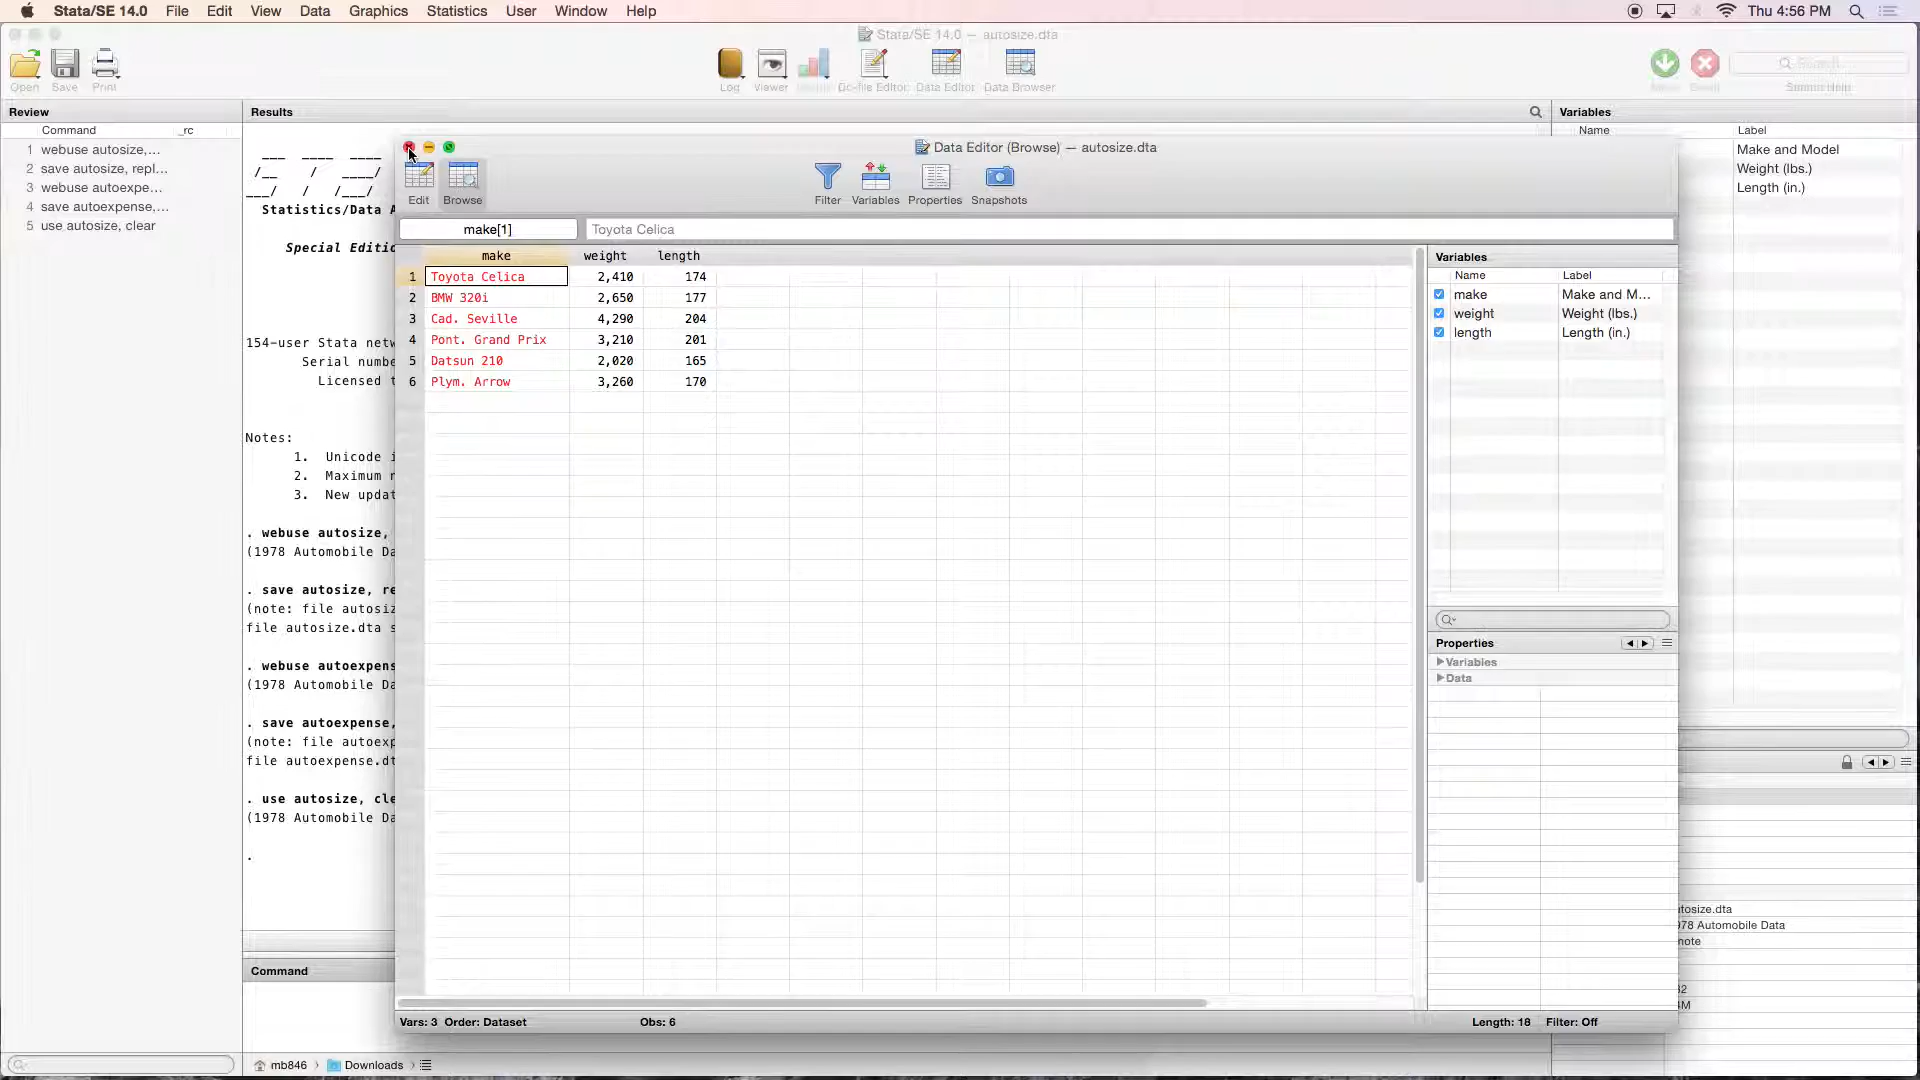 Stata/SE 14.0 File Edit View Data Graphics Statistics User Window Help Thu 4:56 PM
Stata/SE 14.0 — autosize.dta
Open Save Print Log Viewer Do-file Editor Data Editor Data Browser
Review Results Variables
Command _rc Name Label
1 webuse autosize,...
2 save autosize, repl...
3 webuse autoexpe...
4 save autoexpense,...
5 use autosize, clear
Statistics/Data A
Special Editic
154-user Stata netw
Serial numbe
Licensed t
Notes:
1. Unicode i
2. Maximum n
3. New updat
. webuse autosize,
(1978 Automobile Da
. save autosize, re
(note: file autosiz
file autosize.dta s
. webuse autoexpens
(1978 Automobile Da
. save autoexpense,
(note: file autoexp
file autoexpense.dt
. use autosize, cle
(1978 Automobile Da
.
Command
Data Editor (Browse) — autosize.dta
Edit Browse Filter Variables Properties Snapshots
make[1] Toyota Celica
make weight length
1 Toyota Celica 2,410 174
2 BMW 320i 2,650 177
3 Cad. Seville 4,290 204
4 Pont. Grand Prix 3,210 201
5 Datsun 210 2,020 165
6 Plym. Arrow 3,260 170
Variables
Name Label
make Make and M...
weight Weight (lbs.)
length Length (in.)
Properties
Variables
Data
Vars: 3 Order: Dataset Obs: 6 Length: 18 Filter: Off
Make and Model
Weight (lbs.)
Length (in.)
tosize.dta
978 Automobile Data
note
mb846 Downloads